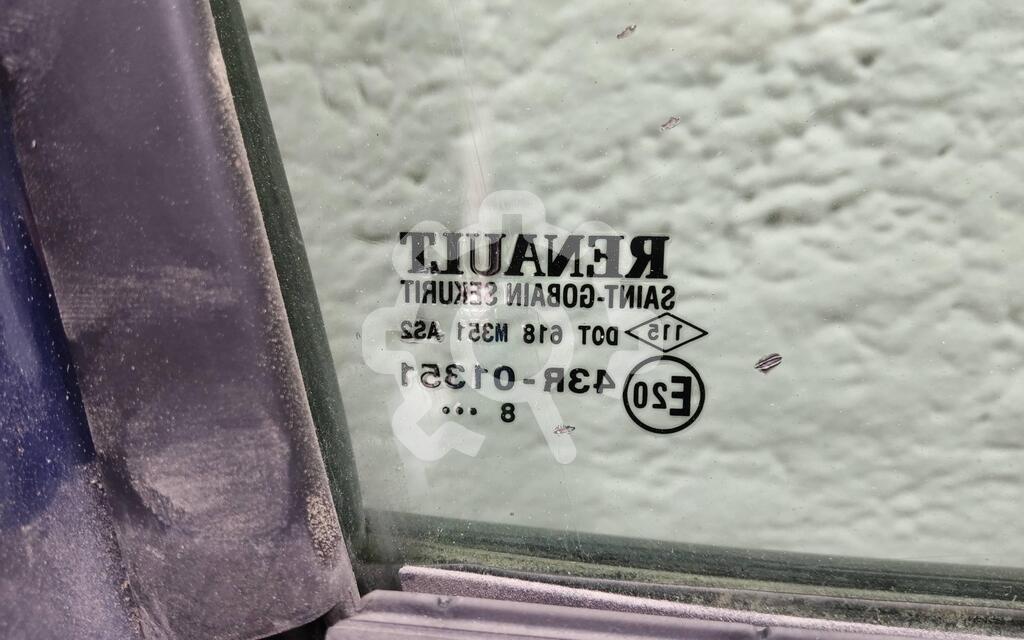 RENAULT
SAINT-GOBAIN SEKURIT
115 DOT 618 M351 AS2
E20 43R-01351
8 •••